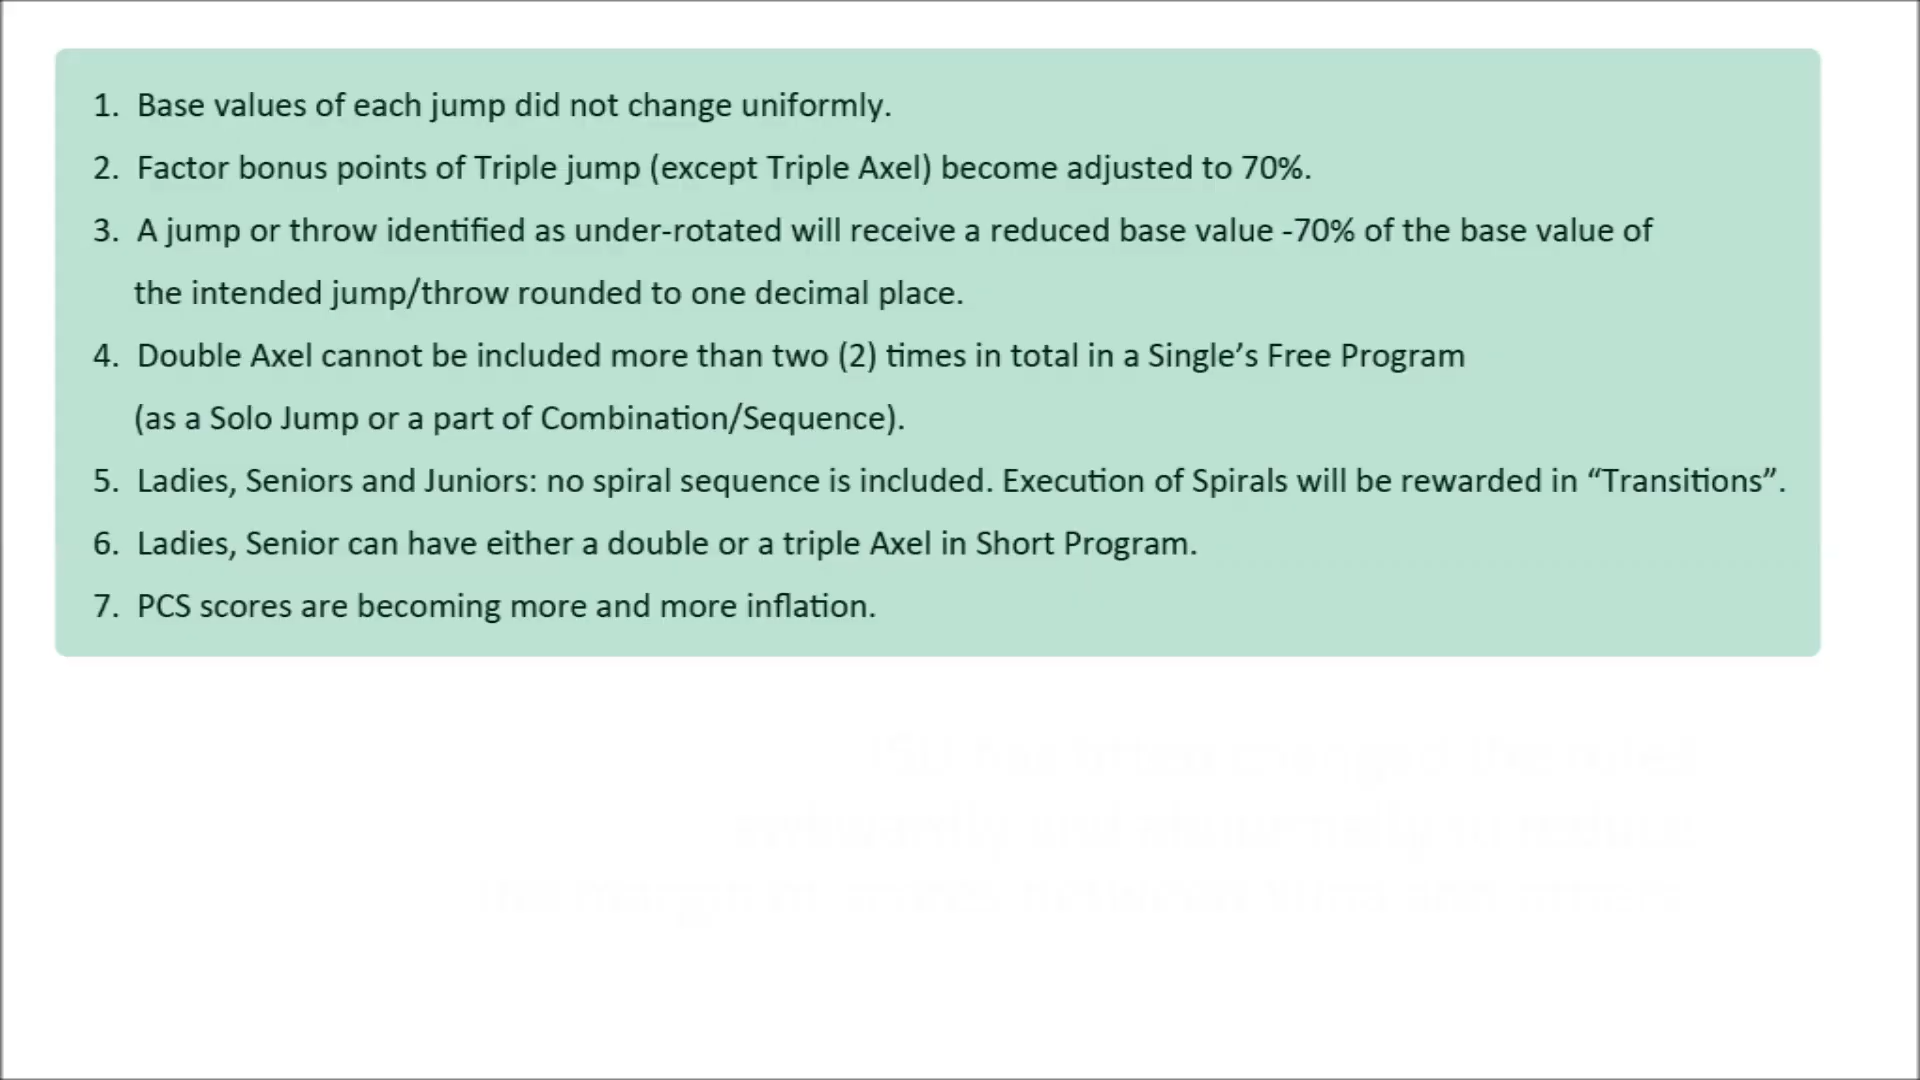 1. Base values of each jump did not change uniformly.
2. Factor bonus points of Triple jump (except Triple Axel) become adjusted to 70%.
3. A jump or throw identified as under-rotated will receive a reduced base value -70% of the base value of
the intended jump/throw rounded to one decimal place.
4. Double Axel cannot be included more than two (2) times in total in a Single’s Free Program
(as a Solo Jump or a part of Combination/Sequence).
5. Ladies, Seniors and Juniors: no spiral sequence is included. Execution of Spirals will be rewarded in “Transitions”.
6. Ladies, Senior can have either a double or a triple Axel in Short Program.
7. PCS scores are becoming more and more inflation.
ISU has changed the rules